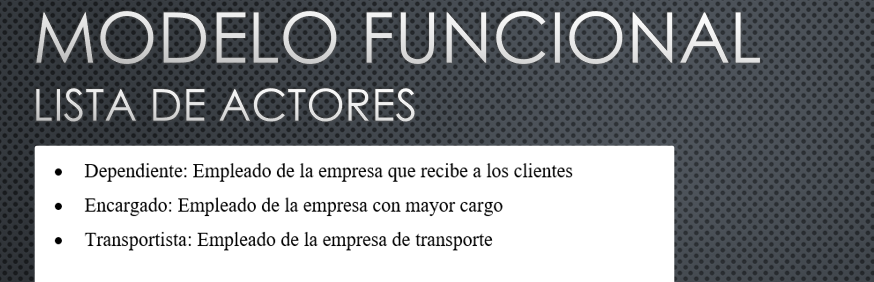 MODELO FUNCIONAL
LISTA DE ACTORES
• Dependiente: Empleado de la empresa que recibe a los clientes
• Encargado: Empleado de la empresa con mayor cargo
• Transportista: Empleado de la empresa de transporte